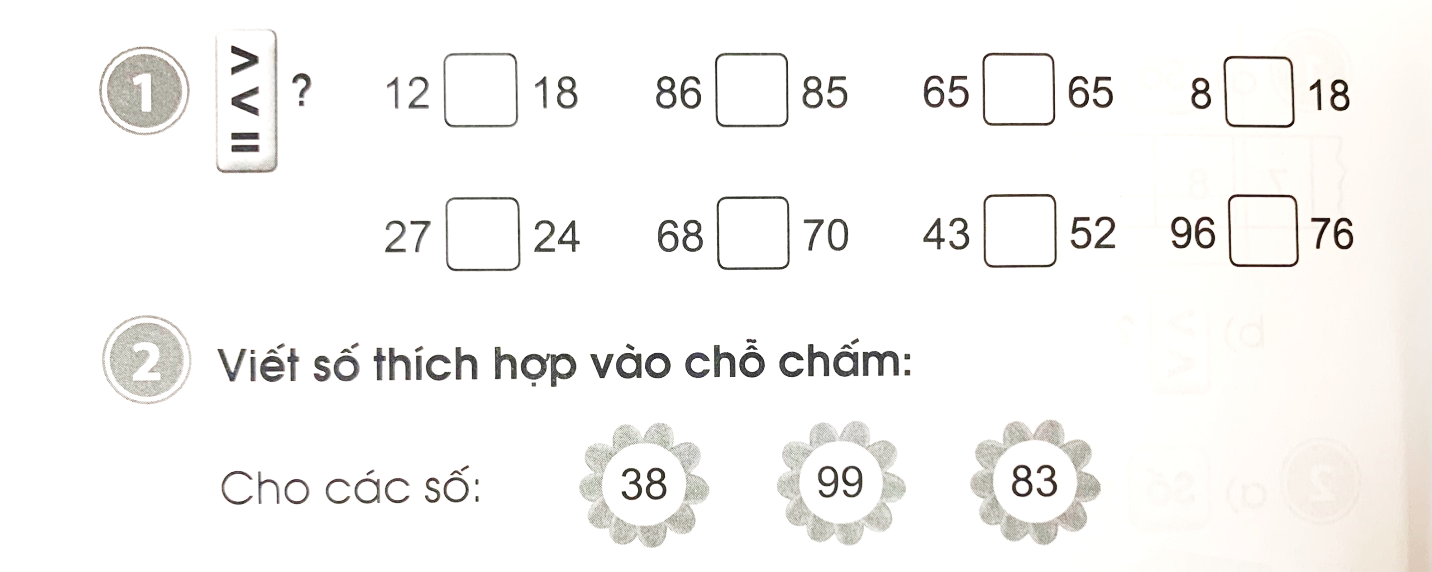 1 > < = ? 12 18 86 85 65 65 8 18
27 24 68 70 43 52 96 76
2 Viết số thích hợp vào chỗ chấm:
Cho các số: 38 99 83